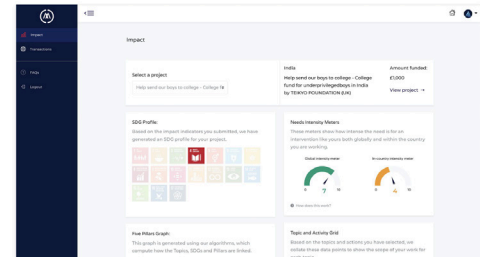 Impact
Transactions
FAQs
Logout
Impact
Select a project
Help send our boys to college - College f
India
Help send our boys to college - College
fund for underprivilegedboys in India
by TEIKYO FOUNDATION (UK)
Amount funded:
£1,000
View project →
SDG Profile:
Based on the impact indicators you submitted, we have
generated an SDG profile for your project.
Needs Intensity Meters
These meters show how intense the need is for an
intervention like yours both globally and within the country
you are working.
Global intensity meter
In-country intensity meter
0 7 10
0 4 10
How does this work?
Five Pillars Graph:
This graph is generated using our algorithms, which
compute how the Topics, SDGs and Pillars are linked.
Topic and Activity Grid
Based on the topics and actions you have selected, we
collate these data points to show the scope of your work for